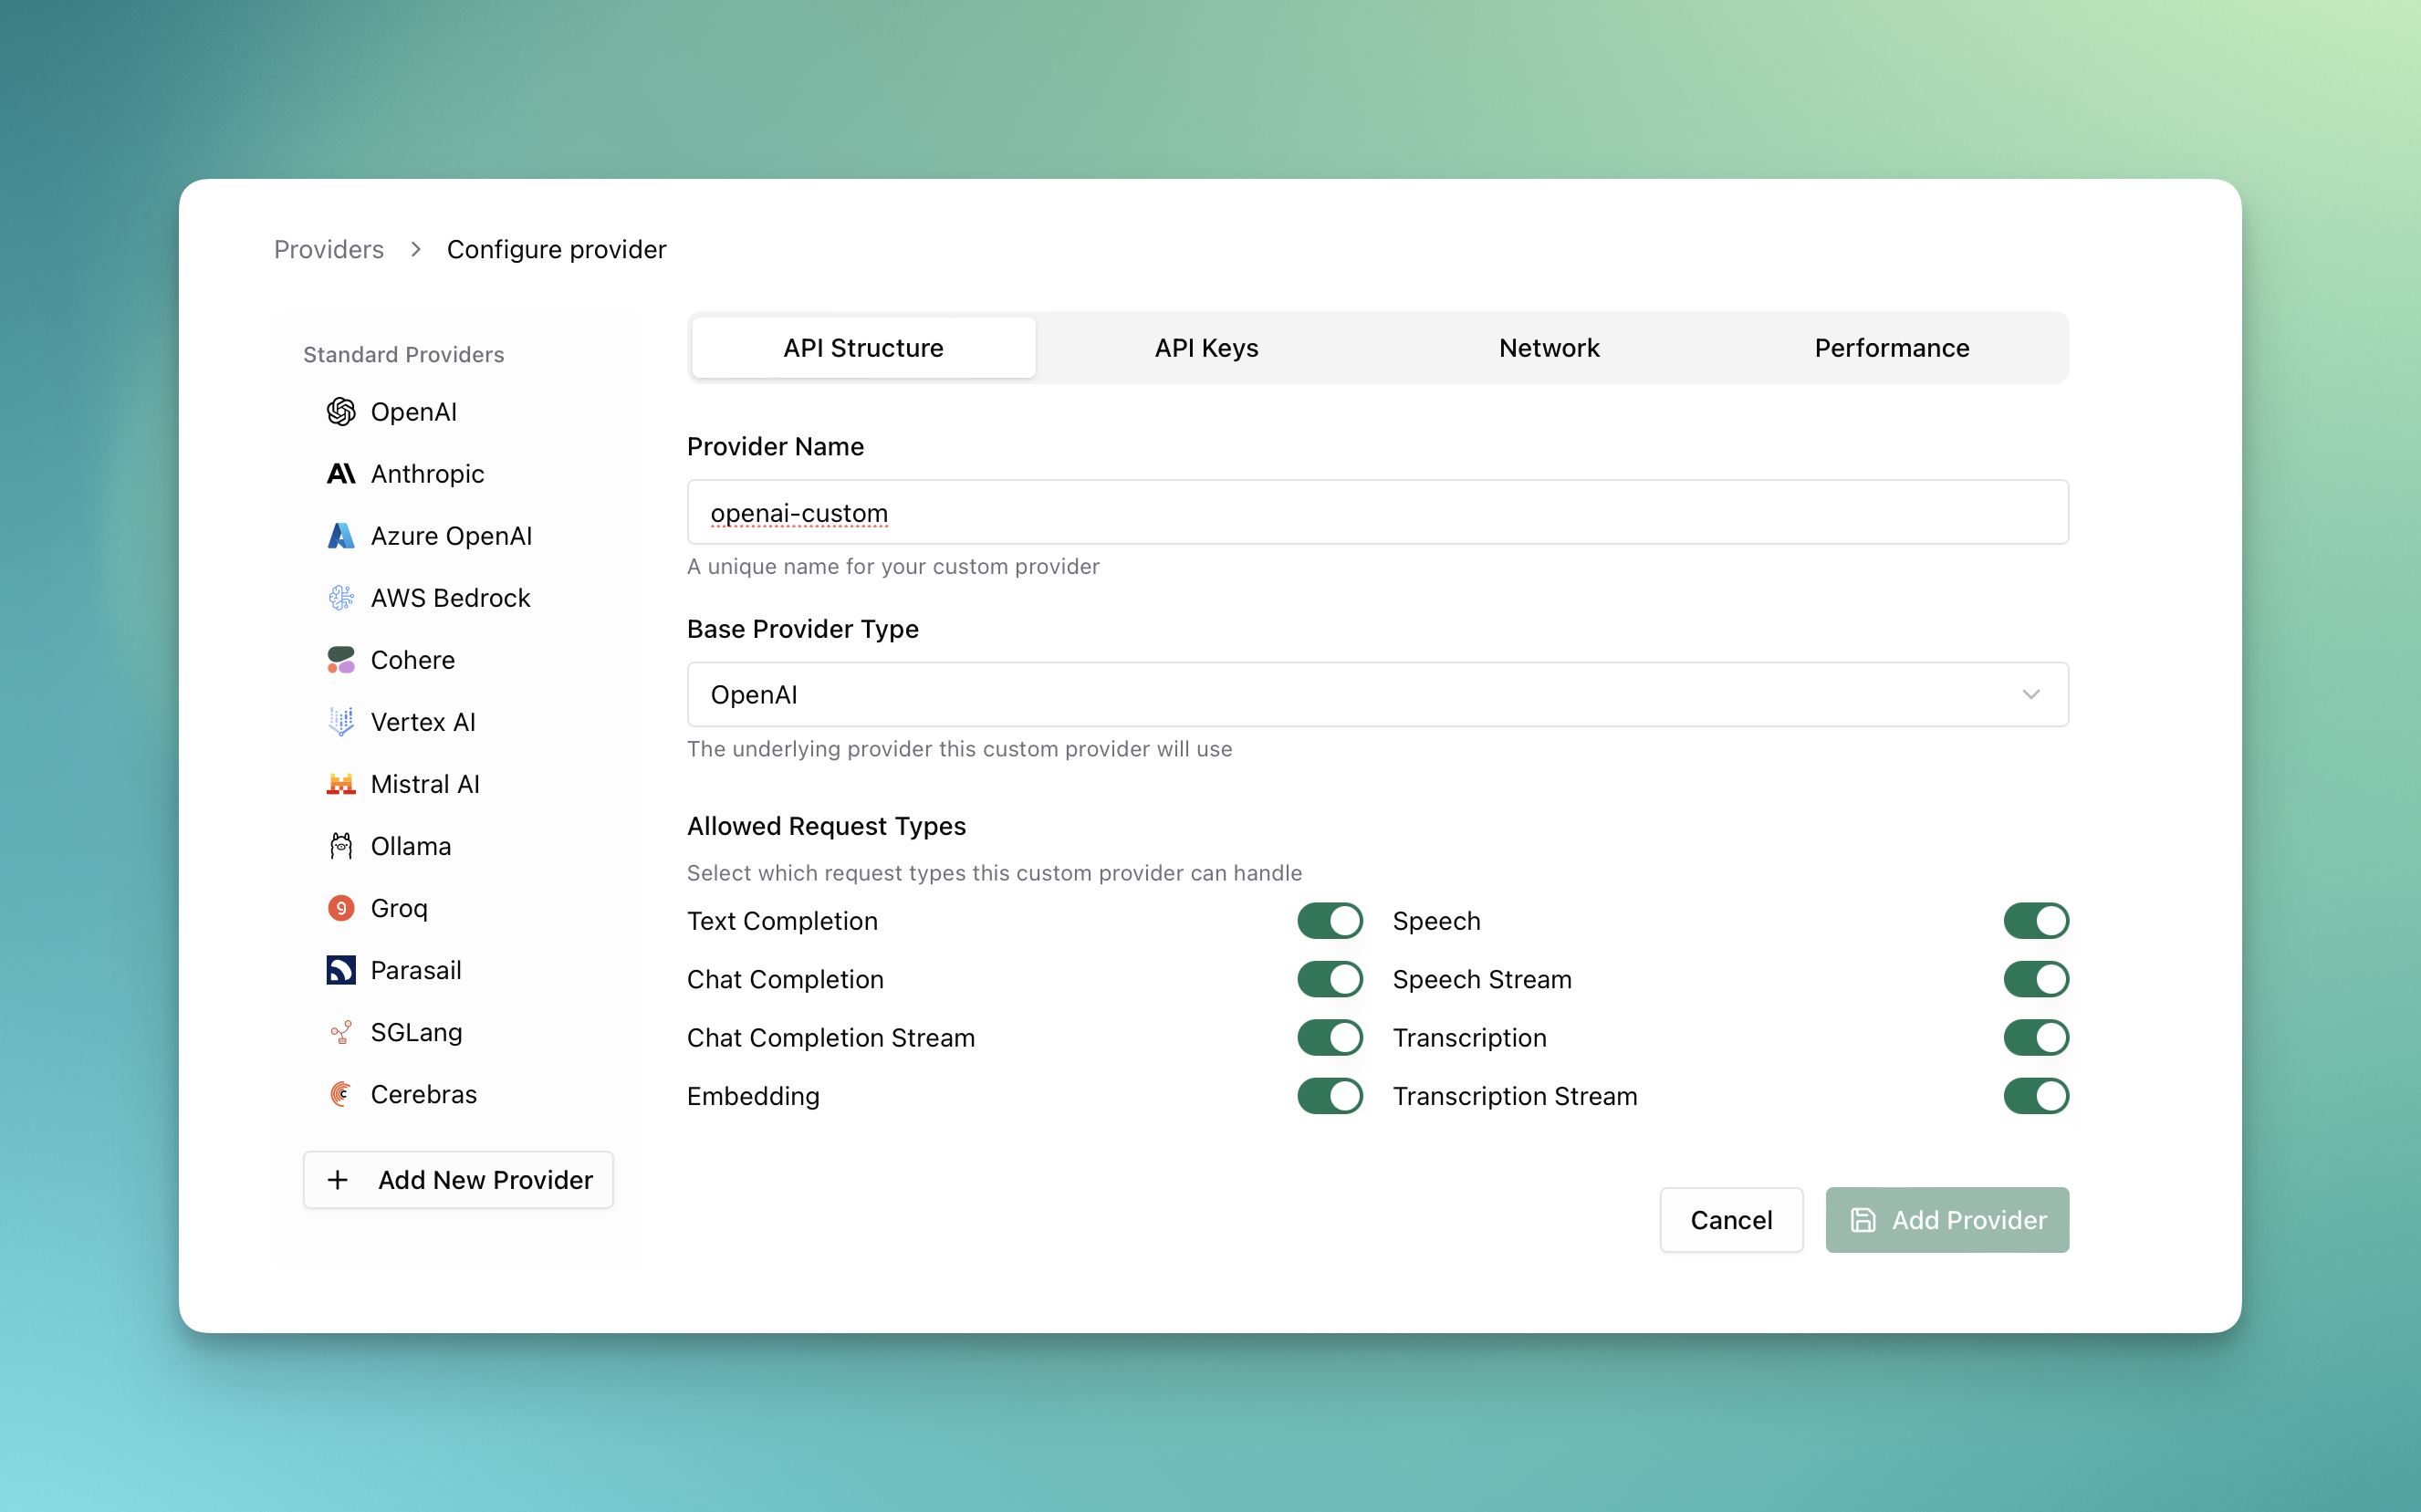 Providers > Configure provider
Standard Providers
OpenAI
Anthropic
Azure OpenAI
AWS Bedrock
Cohere
Vertex AI
Mistral AI
Ollama
Groq
Parasail
SGLang
Cerebras
+ Add New Provider
API Structure API Keys Network Performance
Provider Name
openai-custom
A unique name for your custom provider
Base Provider Type
OpenAI
The underlying provider this custom provider will use
Allowed Request Types
Select which request types this custom provider can handle
Text Completion Speech
Chat Completion Speech Stream
Chat Completion Stream Transcription
Embedding Transcription Stream
Cancel Add Provider